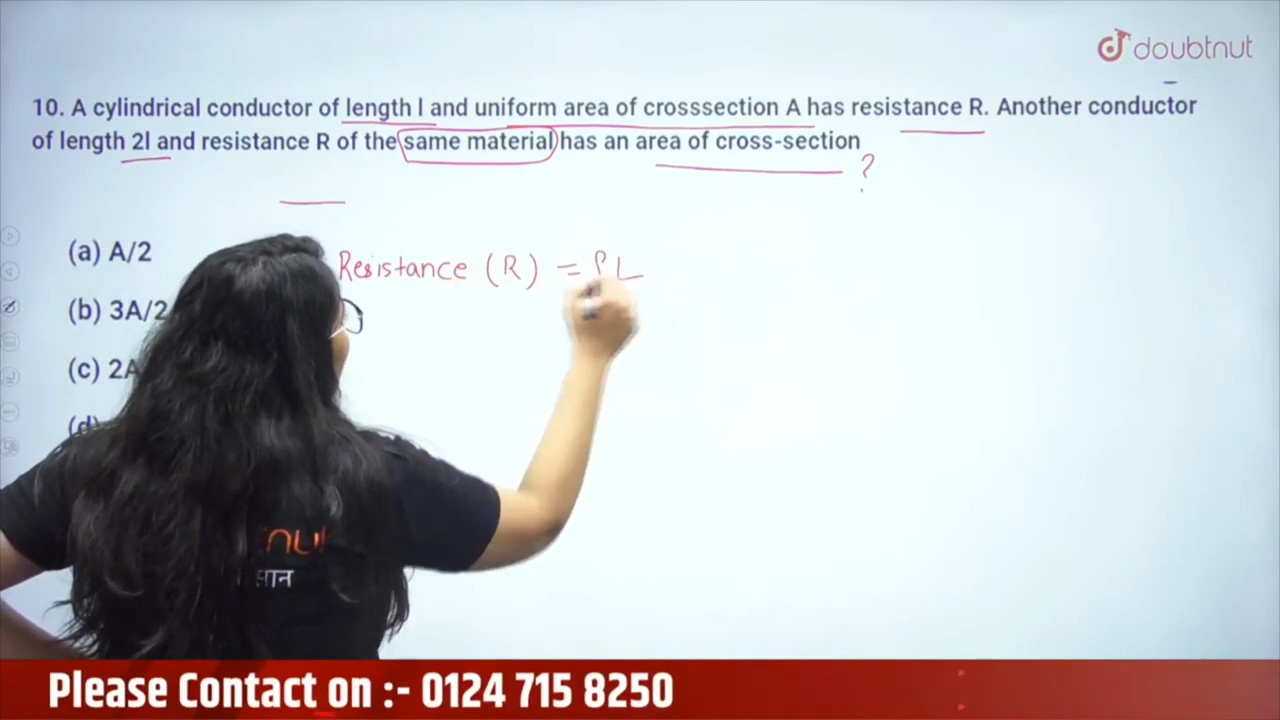 doubtnut
10. A cylindrical conductor of length l and uniform area of crosssection A has resistance R. Another conductor
of length 2l and resistance R of the same material has an area of cross-section
?
(a) A/2
Resistance (R) = ρL
(b) 3A/2
(c) 2A
(d)
Please Contact on :- 0124 715 8250